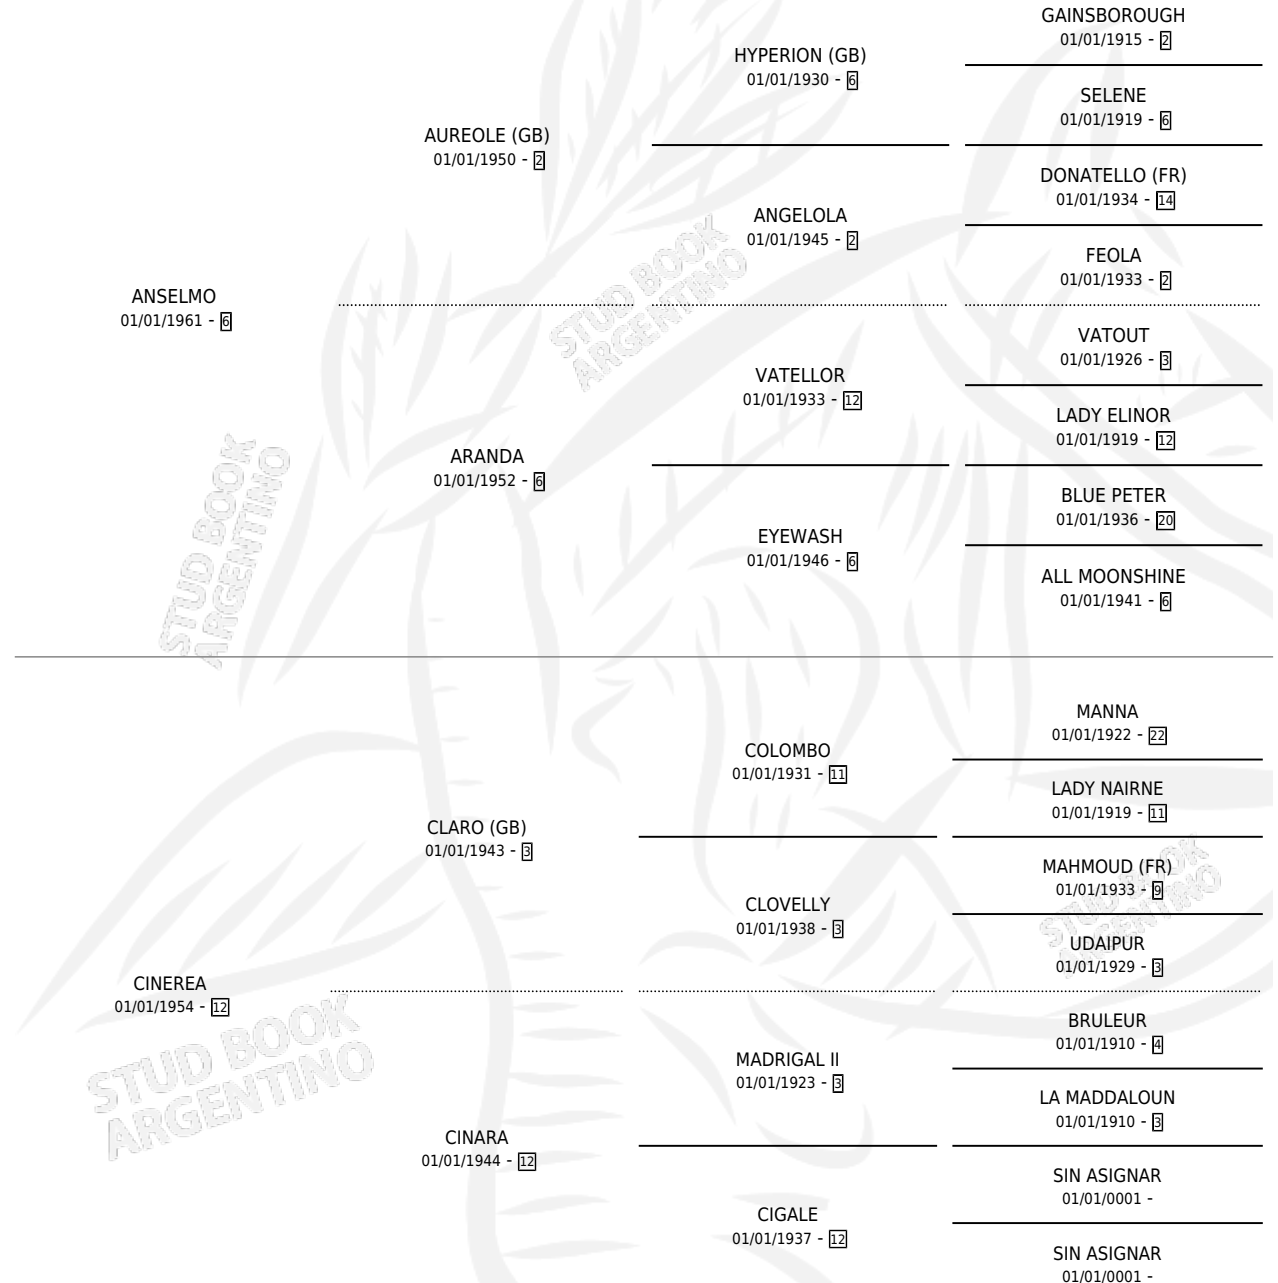 ANSELMO
01/01/1961 - 6
AUREOLE (GB)
01/01/1950 - 2
HYPERION (GB)
01/01/1930 - 6
GAINSBOROUGH
01/01/1915 - 2
SELENE
01/01/1919 - 6
ANGELOLA
01/01/1945 - 2
DONATELLO (FR)
01/01/1934 - 14
FEOLA
01/01/1933 - 2
ARANDA
01/01/1952 - 6
VATELLOR
01/01/1933 - 12
VATOUT
01/01/1926 - 3
LADY ELINOR
01/01/1919 - 12
EYEWASH
01/01/1946 - 6
BLUE PETER
01/01/1936 - 20
ALL MOONSHINE
01/01/1941 - 6
CINEREA
01/01/1954 - 12
CLARO (GB)
01/01/1943 - 3
COLOMBO
01/01/1931 - 11
MANNA
01/01/1922 - 22
LADY NAIRNE
01/01/1919 - 11
CLOVELLY
01/01/1938 - 3
MAHMOUD (FR)
01/01/1933 - 9
UDAIPUR
01/01/1929 - 3
CINARA
01/01/1944 - 12
MADRIGAL II
01/01/1923 - 3
BRULEUR
01/01/1910 - 4
LA MADDALOUN
01/01/1910 - 3
CIGALE
01/01/1937 - 12
SIN ASIGNAR
01/01/0001 -
SIN ASIGNAR
01/01/0001 -
STUD BOOK
ARGENTINO
STUD BOOK
ARGENTINO
STUD BOOK
ARGENTINO
STUD BOOK
ARGENTINO